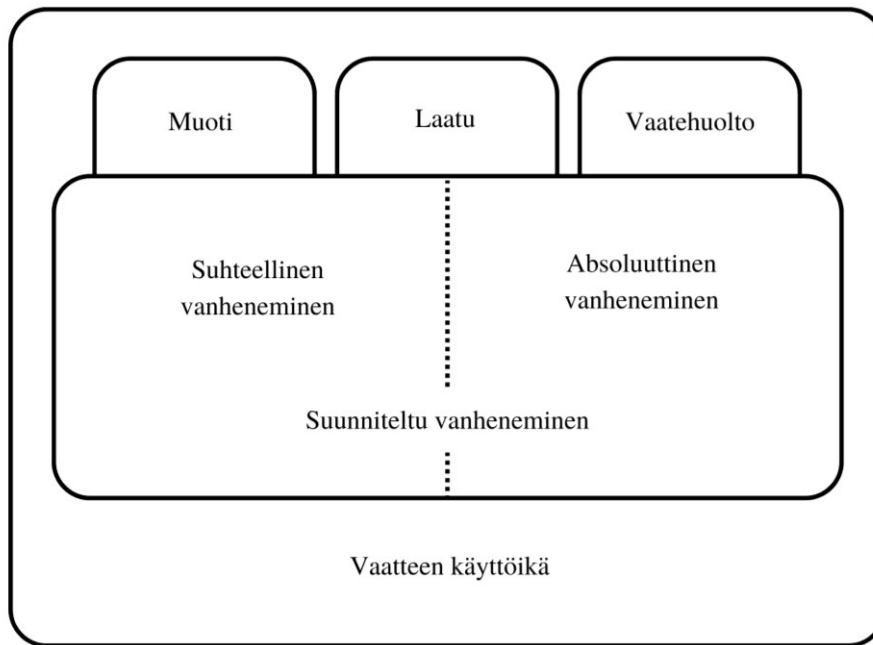 Muoti
Laatu
Vaatehuolto
Suhteellinen
vanheneminen
Absoluuttinen
vanheneminen
Suunniteltu vanheneminen
Vaatteen käyttöikä